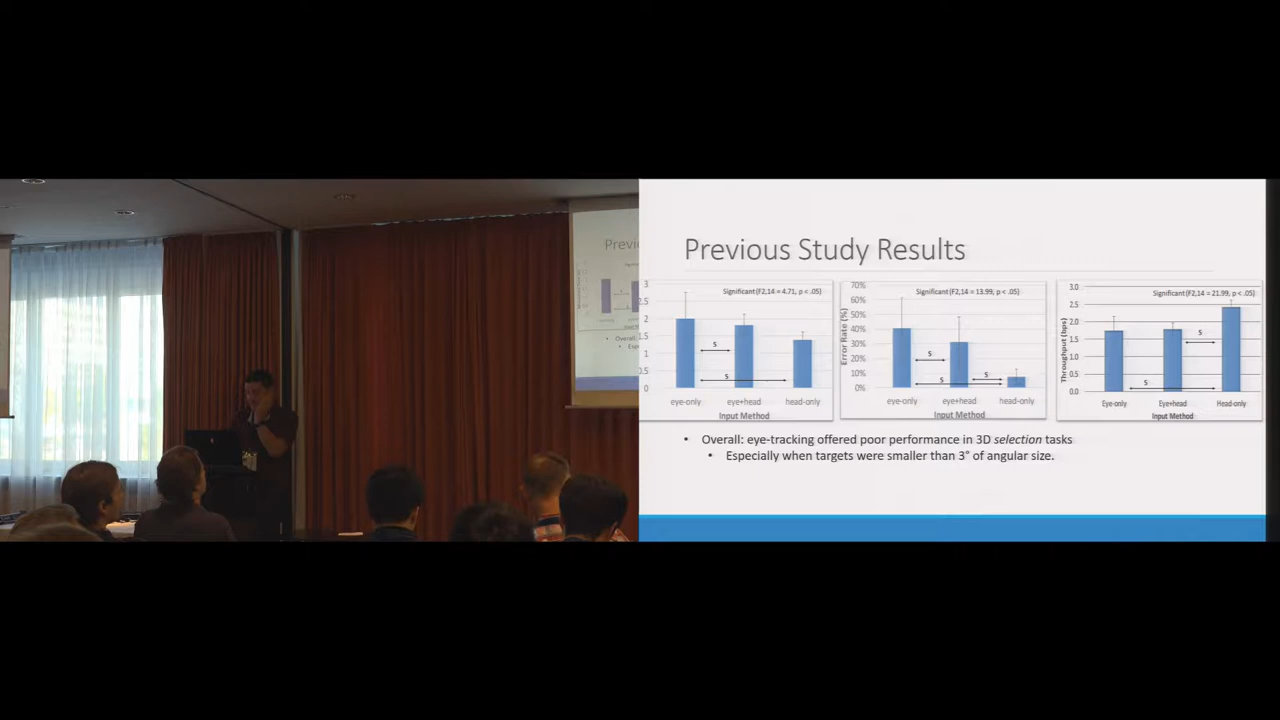 Previous Study Results
Significant (F2,14 = 4.71, p < .05)
3
2.5
2
1.5
1
0.5
0
S
S
eye-only eye+head head-only
Input Method
Significant (F2,14 = 13.99, p < .05)
Error Rate (%)
70%
60%
50%
40%
30%
20%
10%
0%
S
S
S
eye-only eye+head head-only
Input Method
Significant (F2,14 = 21.99, p < .05)
Throughput (bps)
3.0
2.5
2.0
1.5
1.0
0.5
0.0
S
S
Eye-only Eye+head Head-only
Input Method
• Overall: eye-tracking offered poor performance in 3D selection tasks
• Especially when targets were smaller than 3° of angular size.
Previ
Overall:
Espe